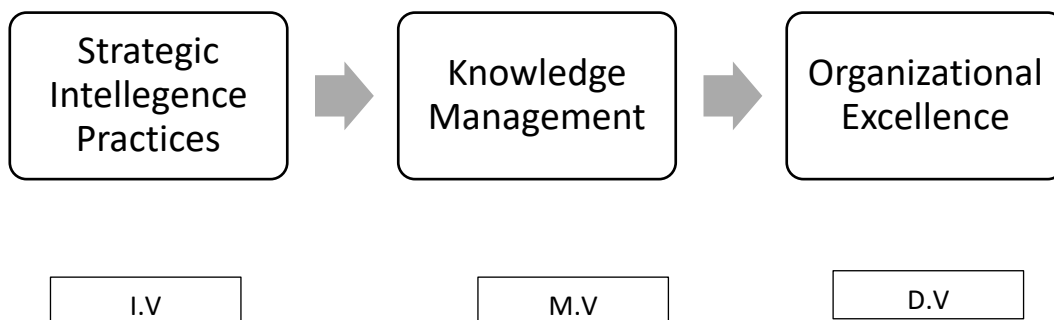 Strategic
Intellegence
Practices
Knowledge
Management
Organizational
Excellence
I.V
M.V
D.V